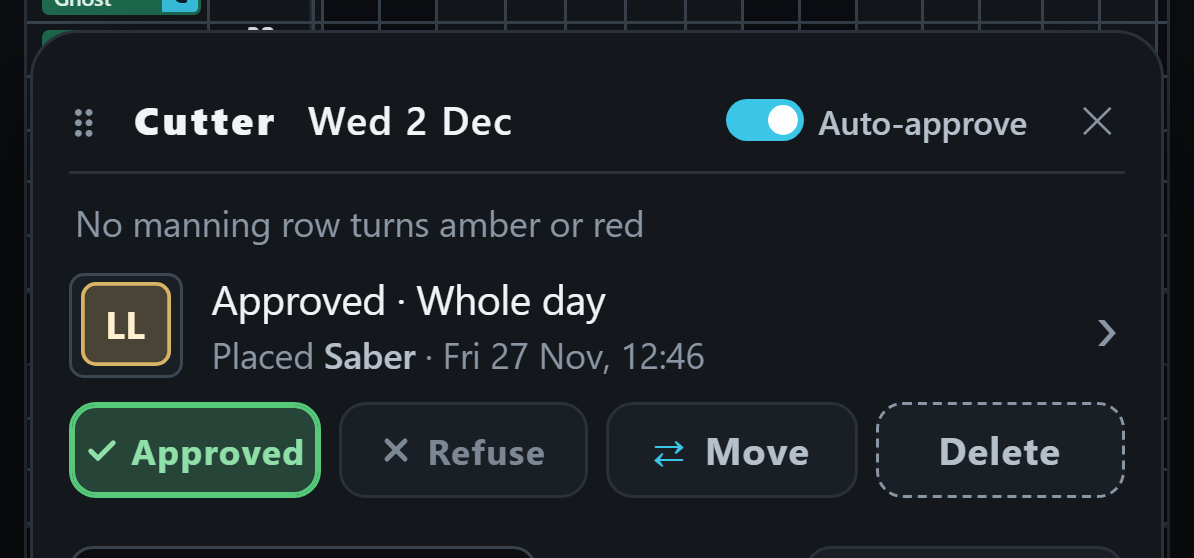 Ghost
Cutter Wed 2 Dec Auto-approve
No manning row turns amber or red
LL
Approved · Whole day
Placed Saber · Fri 27 Nov, 12:46
Approved Refuse Move Delete